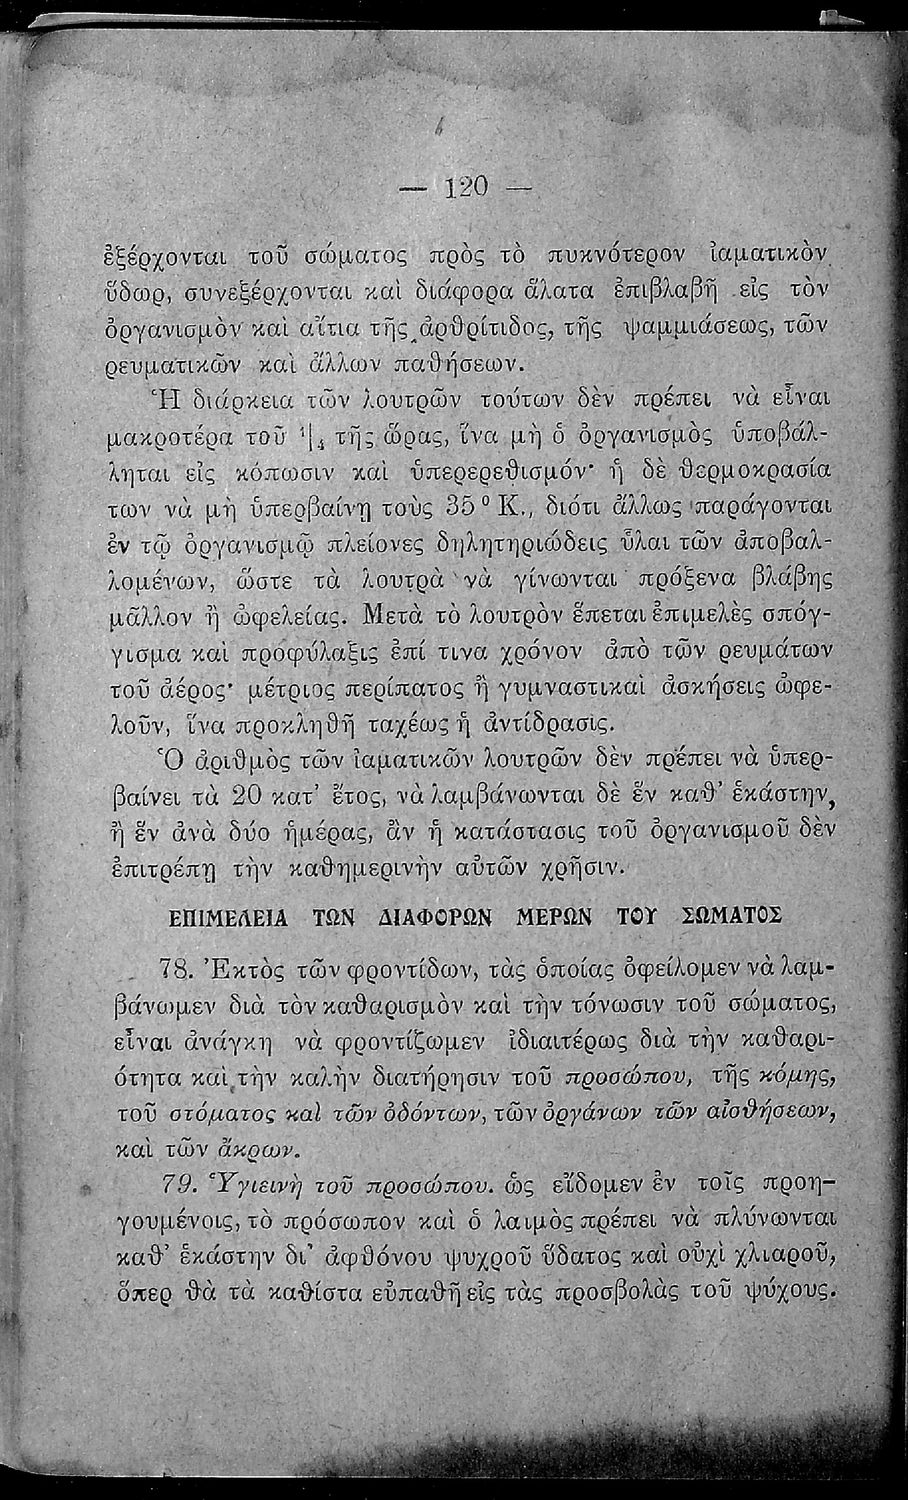 — 120 —
ἐξέρχονται τοῦ σώματος πρὸς τὸ πυκνότερον ἰαματικὸν
ὕδωρ, συνεξέρχονται καὶ διάφορα ἅλατα ἐπιβλαβῆ εἰς τὸν
ὀργανισμὸν καὶ αἴτια τῆς ἀρθρίτιδος, τῆς ψαμμιάσεως, τῶν
ρευματικῶν καὶ ἄλλων παθήσεων.
Ἡ διάρκεια τῶν λουτρῶν τούτων δὲν πρέπει νὰ εἶναι
μακροτέρα τοῦ ¼ τῆς ὥρας, ἵνα μὴ ὁ ὀργανισμὸς ὑποβάλ-
ληται εἰς κόπωσιν καὶ ὑπερερεθισμόν· ἡ δὲ θερμοκρασία
των νὰ μὴ ὑπερβαίνῃ τοὺς 35° Κ., διότι ἄλλως παράγονται
ἐν τῷ ὀργανισμῷ πλείονες δηλητηριώδεις ὗλαι τῶν ἀποβαλ-
λομένων, ὥστε τὰ λουτρὰ νὰ γίνωνται πρόξενα βλάβης
μᾶλλον ἢ ὠφελείας. Μετὰ τὸ λουτρὸν ἕπεται ἐπιμελὲς σπόγ-
γισμα καὶ προφύλαξις ἐπί τινα χρόνον ἀπὸ τῶν ρευμάτων
τοῦ ἀέρος· μέτριος περίπατος ἢ γυμναστικαὶ ἀσκήσεις ὠφε-
λοῦν, ἵνα προκληθῆ ταχέως ἡ ἀντίδρασις.
Ὁ ἀριθμὸς τῶν ἰαματικῶν λουτρῶν δὲν πρέπει νὰ ὑπερ-
βαίνει τὰ 20 κατ' ἔτος, νὰ λαμβάνωνται δὲ ἓν καθ' ἑκάστην,
ἢ ἓν ἀνὰ δύο ἡμέρας, ἂν ἡ κατάστασις τοῦ ὀργανισμοῦ δὲν
ἐπιτρέπῃ τὴν καθημερινὴν αὐτῶν χρῆσιν.
ΕΠΙΜΕΛΕΙΑ ΤΩΝ ΔΙΑΦΟΡΩΝ ΜΕΡΩΝ ΤΟΥ ΣΩΜΑΤΟΣ
78. Ἐκτὸς τῶν φροντίδων, τὰς ὁποίας ὀφείλομεν νὰ λαμ-
βάνωμεν διὰ τὸν καθαρισμὸν καὶ τὴν τόνωσιν τοῦ σώματος,
εἶναι ἀνάγκη νὰ φροντίζωμεν ἰδιαιτέρως διὰ τὴν καθαρι-
ότητα καὶ τὴν καλὴν διατήρησιν τοῦ προσώπου, τῆς κόμης,
τοῦ στόματος καὶ τῶν ὀδόντων, τῶν ὀργάνων τῶν αἰσθήσεων,
καὶ τῶν ἄκρων.
79. Ὑγιεινὴ τοῦ προσώπου. ὡς εἴδομεν ἐν τοῖς προη-
γουμένοις, τὸ πρόσωπον καὶ ὁ λαιμὸς πρέπει νὰ πλύνωνται
καθ' ἑκάστην δι' ἀφθόνου ψυχροῦ ὕδατος καὶ οὐχὶ χλιαροῦ,
ὅπερ θὰ τὰ καθίστα εὐπαθῆ εἰς τὰς προσβολὰς τοῦ ψύχους.